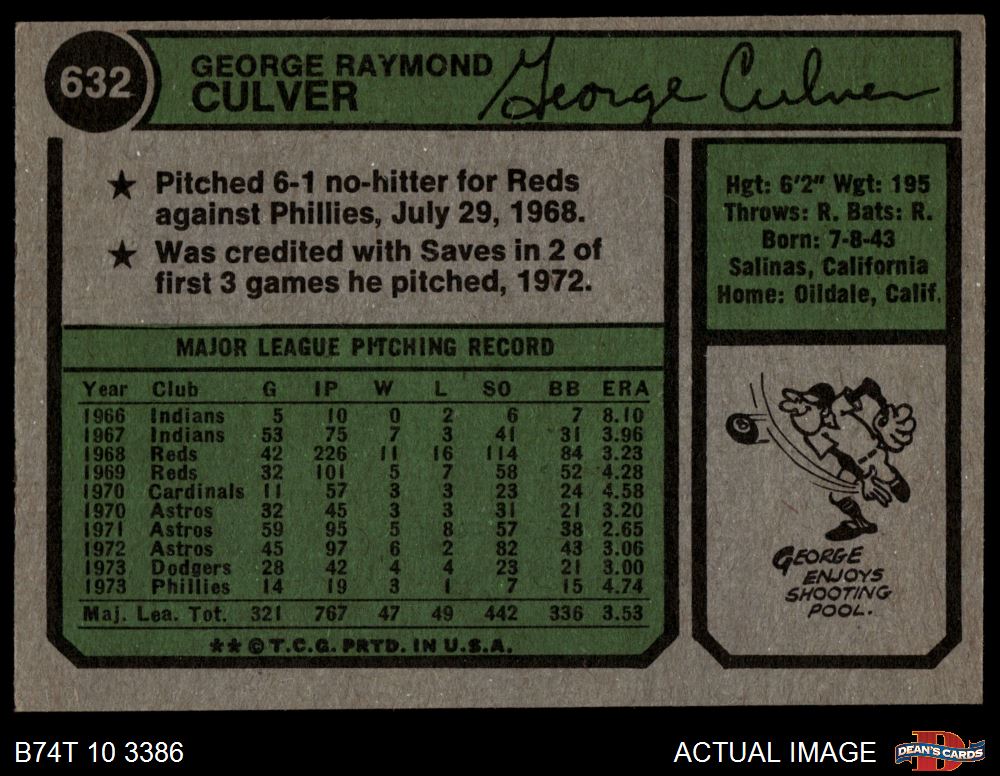 632
GEORGE RAYMOND
CULVER
George Culver
★ Pitched 6-1 no-hitter for Reds
against Phillies, July 29, 1968.
★ Was credited with Saves in 2 of
first 3 games he pitched, 1972.
Hgt: 6'2" Wgt: 195
Throws: R. Bats: R.
Born: 7-8-43
Salinas, California
Home: Oildale, Calif.
MAJOR LEAGUE PITCHING RECORD
Year Club G IP W L SO BB ERA
1966 Indians 5 10 0 2 6 7 8.10
1967 Indians 53 75 7 3 41 31 3.96
1968 Reds 42 226 11 16 114 84 3.23
1969 Reds 32 101 5 7 58 52 4.28
1970 Cardinals 11 57 3 3 23 24 4.58
1970 Astros 32 45 3 3 31 21 3.20
1971 Astros 59 95 5 8 57 38 2.65
1972 Astros 45 97 6 2 82 43 3.06
1973 Dodgers 28 42 4 4 23 21 3.00
1973 Phillies 14 19 3 1 7 15 4.74
Maj. Lea. Tot. 321 767 47 49 442 336 3.53
** © T.C.G. PRTD. IN U.S.A.
8
GEORGE
ENJOYS
SHOOTING
POOL.
B74T 10 3386
ACTUAL IMAGE
D
DEAN'S CARDS